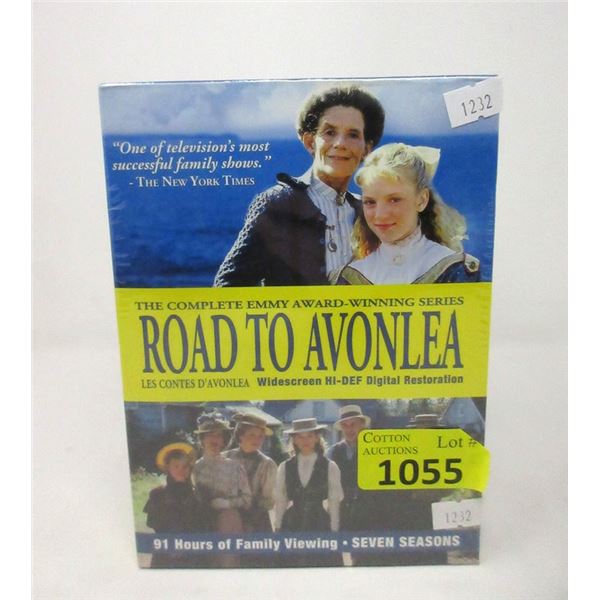 1232
"One of television's most
successful family shows."
- THE NEW YORK TIMES
THE COMPLETE EMMY AWARD-WINNING SERIES
ROAD TO AVONLEA
LES CONTES D'AVONLEA Widescreen HI-DEF Digital Restoration
COTTON
AUCTIONS
Lot #
1055
1232
91 Hours of Family Viewing • SEVEN SEASONS